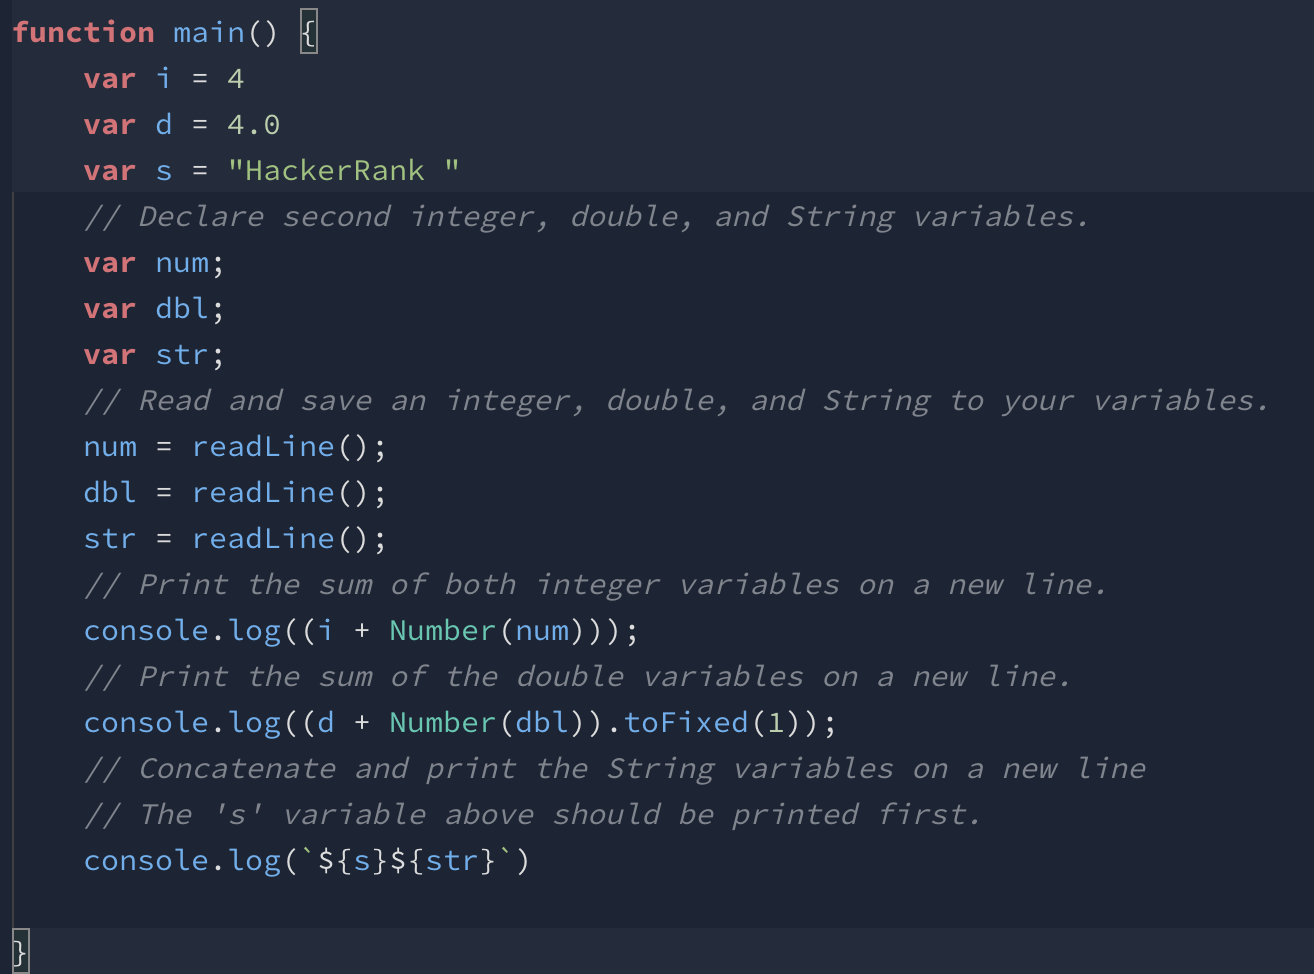 function main() {
    var i = 4
    var d = 4.0
    var s = "HackerRank "
    // Declare second integer, double, and String variables.
    var num;
    var dbl;
    var str;
    // Read and save an integer, double, and String to your variables.
    num = readLine();
    dbl = readLine();
    str = readLine();
    // Print the sum of both integer variables on a new line.
    console.log((i + Number(num)));
    // Print the sum of the double variables on a new line.
    console.log((d + Number(dbl)).toFixed(1));
    // Concatenate and print the String variables on a new line
    // The 's' variable above should be printed first.
    console.log(`${s}${str}`)
}